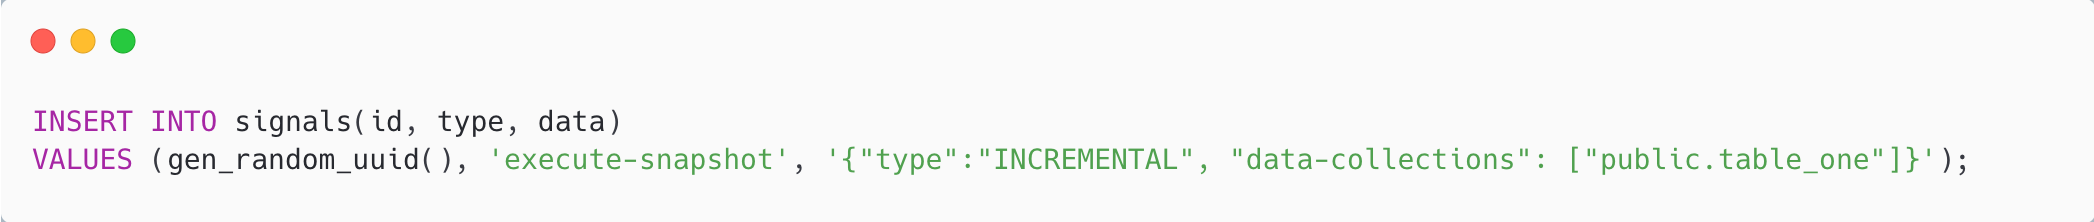 INSERT INTO signals(id, type, data)
VALUES (gen_random_uuid(), 'execute-snapshot', '{"type":"INCREMENTAL", "data-collections": ["public.table_one"]}');